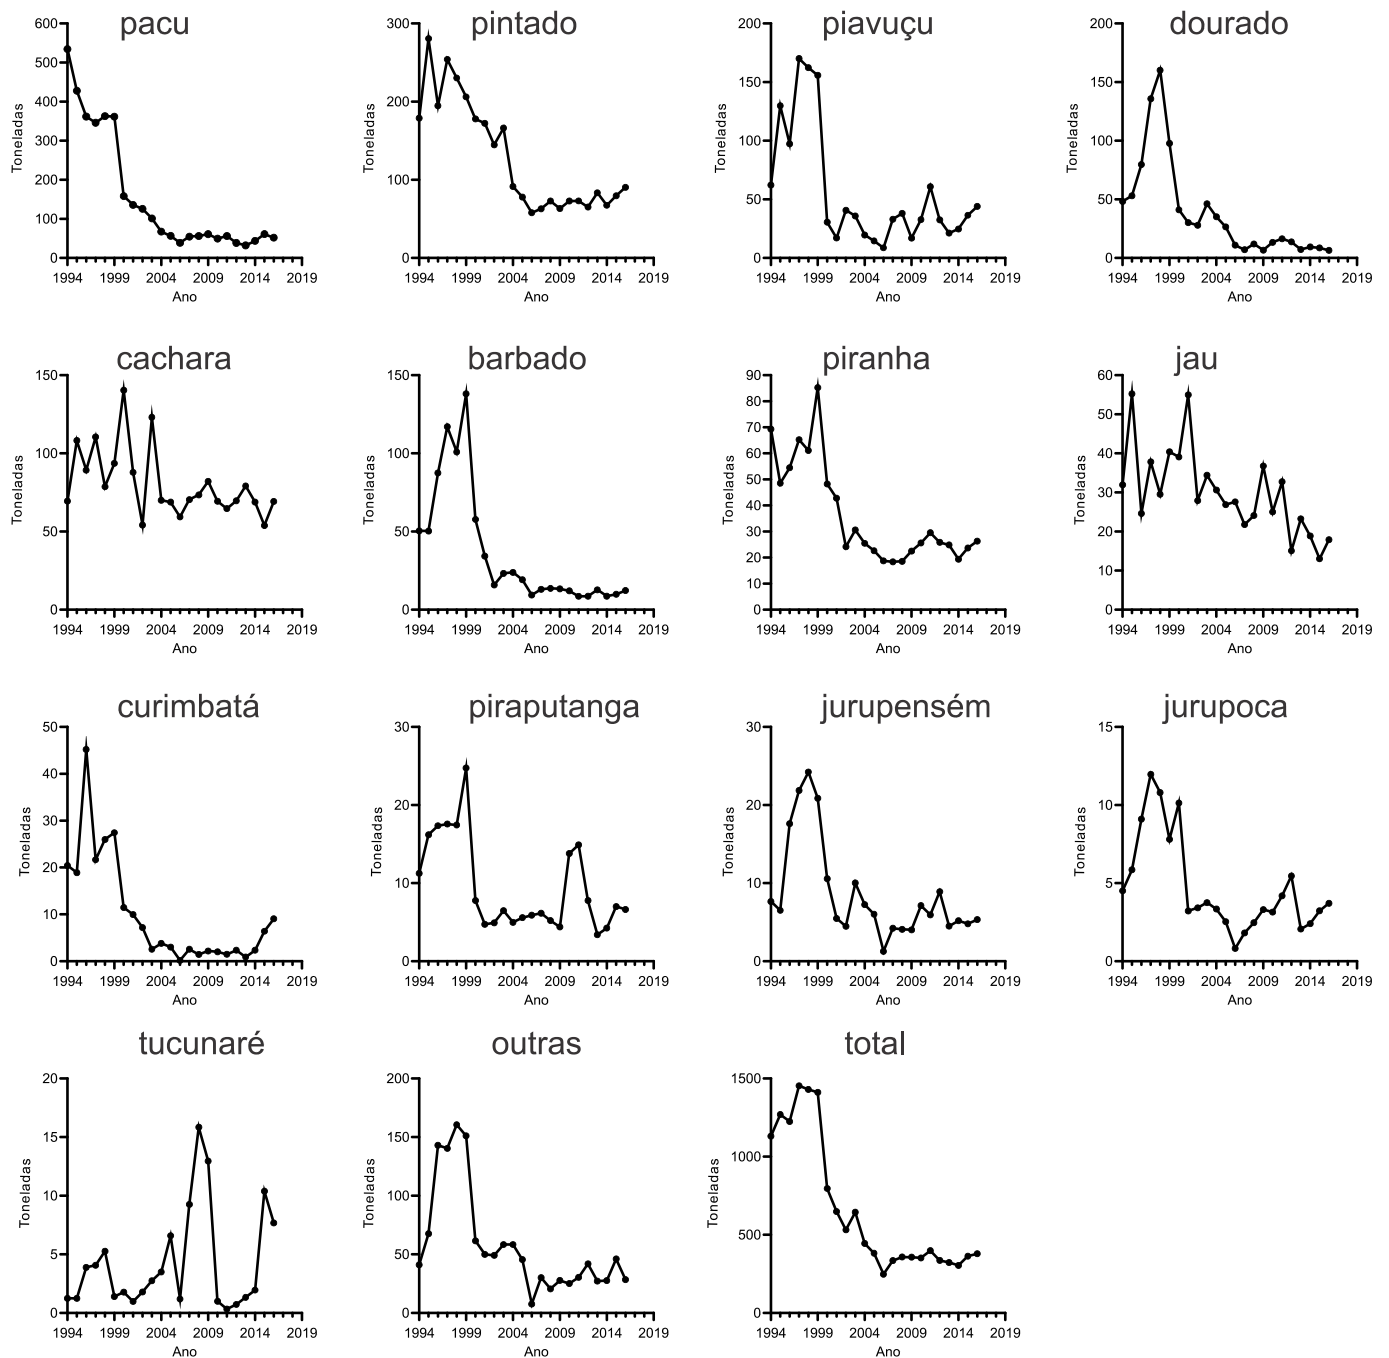 pacu
600
500
400
300
200
100
0
Toneladas
1994 1999 2004 2009 2014 2019
Ano
pintado
300
200
100
0
Toneladas
1994 1999 2004 2009 2014 2019
Ano
piavuçu
200
150
100
50
0
Toneladas
1994 1999 2004 2009 2014 2019
Ano
dourado
200
150
100
50
0
Toneladas
1994 1999 2004 2009 2014 2019
Ano
cachara
150
100
50
0
Toneladas
1994 1999 2004 2009 2014 2019
Ano
barbado
150
100
50
0
Toneladas
1994 1999 2004 2009 2014 2019
Ano
piranha
90
80
70
60
50
40
30
20
10
0
Toneladas
1994 1999 2004 2009 2014 2019
Ano
jau
60
50
40
30
20
10
0
Toneladas
1994 1999 2004 2009 2014 2019
Ano
curimbatá
50
40
30
20
10
0
Toneladas
1994 1999 2004 2009 2014 2019
Ano
piraputanga
30
20
10
0
Toneladas
1994 1999 2004 2009 2014 2019
Ano
jurupensém
30
20
10
0
Toneladas
1994 1999 2004 2009 2014 2019
Ano
jurupoca
15
10
5
0
Toneladas
1994 1999 2004 2009 2014 2019
Ano
tucunaré
20
15
10
5
0
Toneladas
1994 1999 2004 2009 2014 2019
Ano
outras
200
150
100
50
0
Toneladas
1994 1999 2004 2009 2014 2019
Ano
total
1500
1000
500
0
Toneladas
1994 1999 2004 2009 2014 2019
Ano